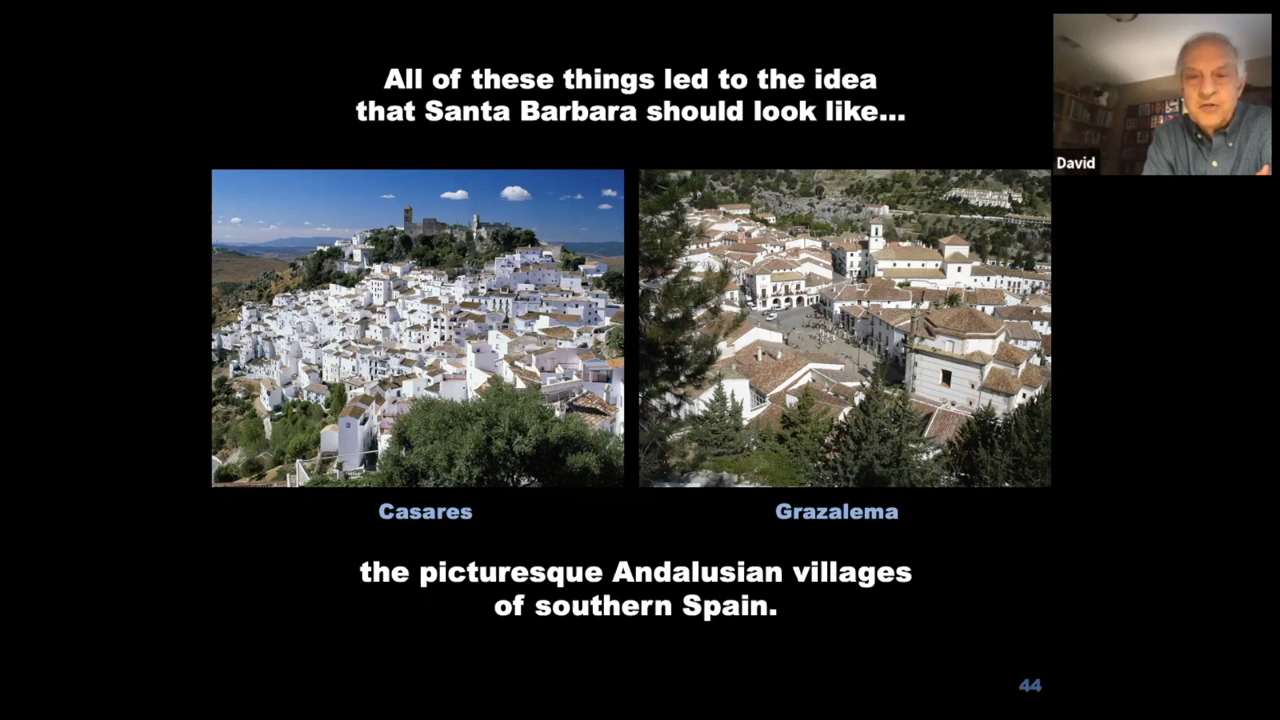 All of these things led to the idea
that Santa Barbara should look like...
David
Casares
Grazalema
the picturesque Andalusian villages
of southern Spain.
44